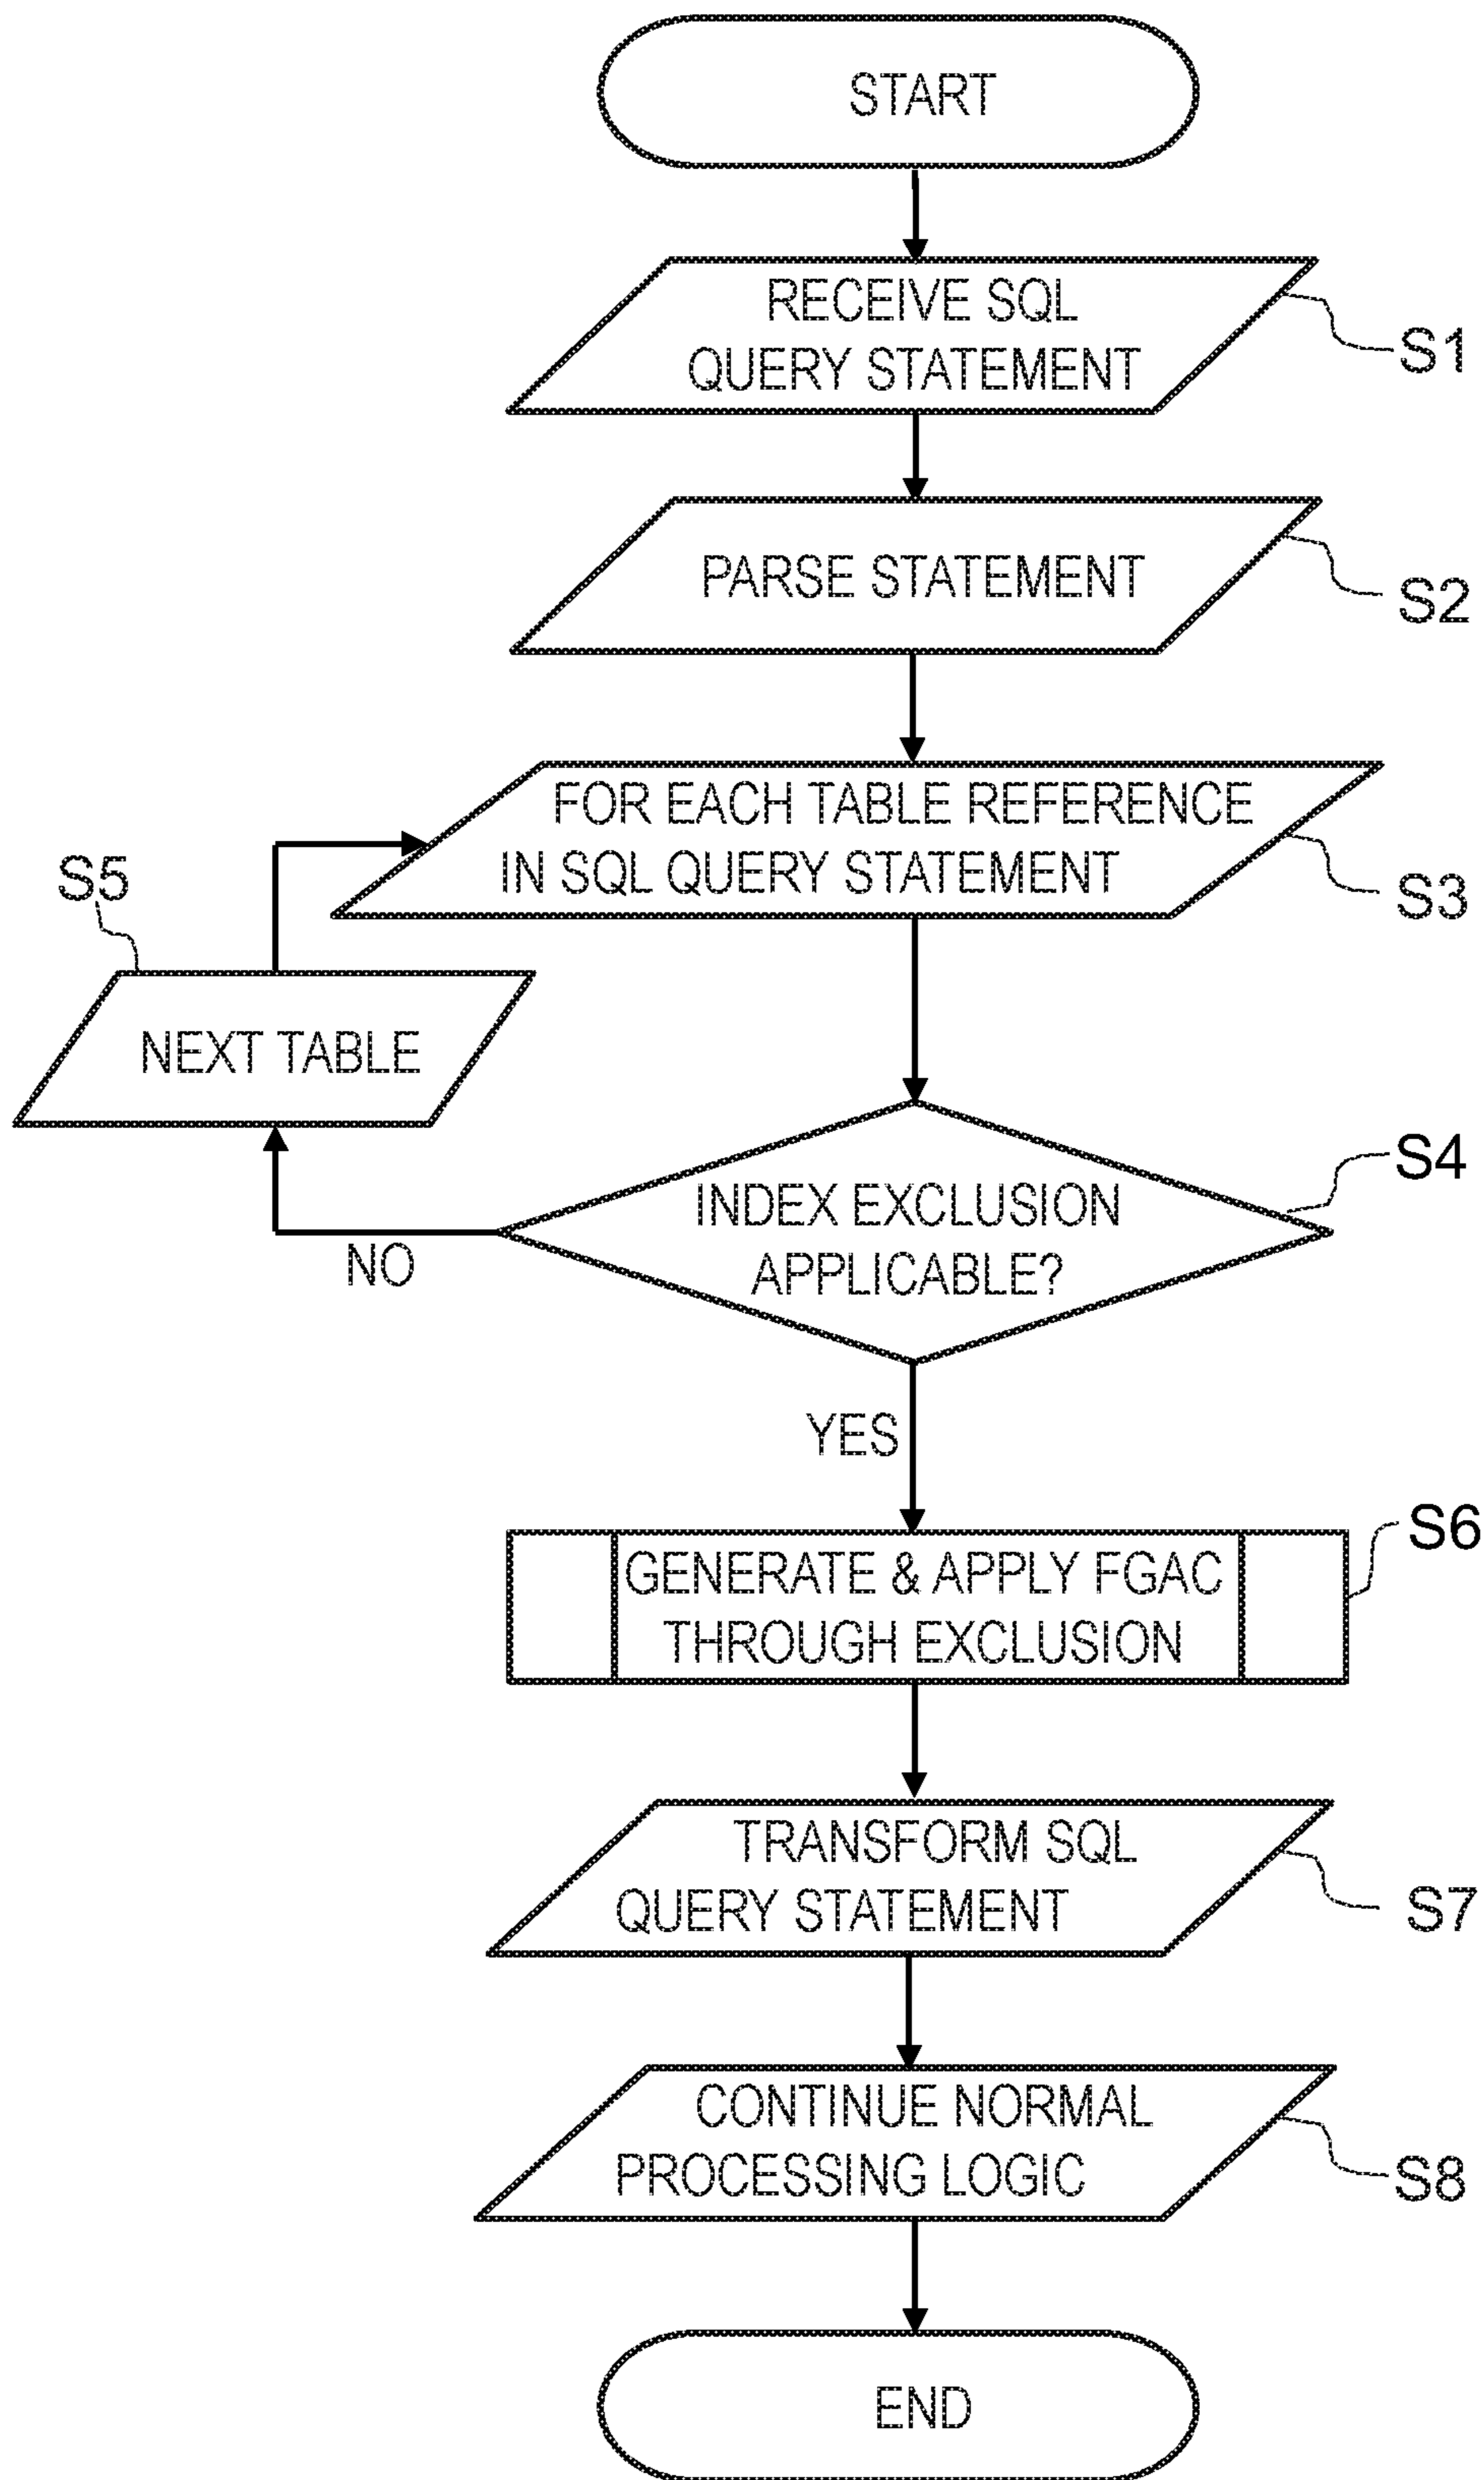 START
RECEIVE SQL
QUERY STATEMENT
S1
PARSE STATEMENT
S2
FOR EACH TABLE REFERENCE
IN SQL QUERY STATEMENT
S3
S5
NEXT TABLE
S4
INDEX EXCLUSION
APPLICABLE?
NO
YES
S6
GENERATE & APPLY FGAC
THROUGH EXCLUSION
TRANSFORM SQL
QUERY STATEMENT
S7
CONTINUE NORMAL
PROCESSING LOGIC
S8
END